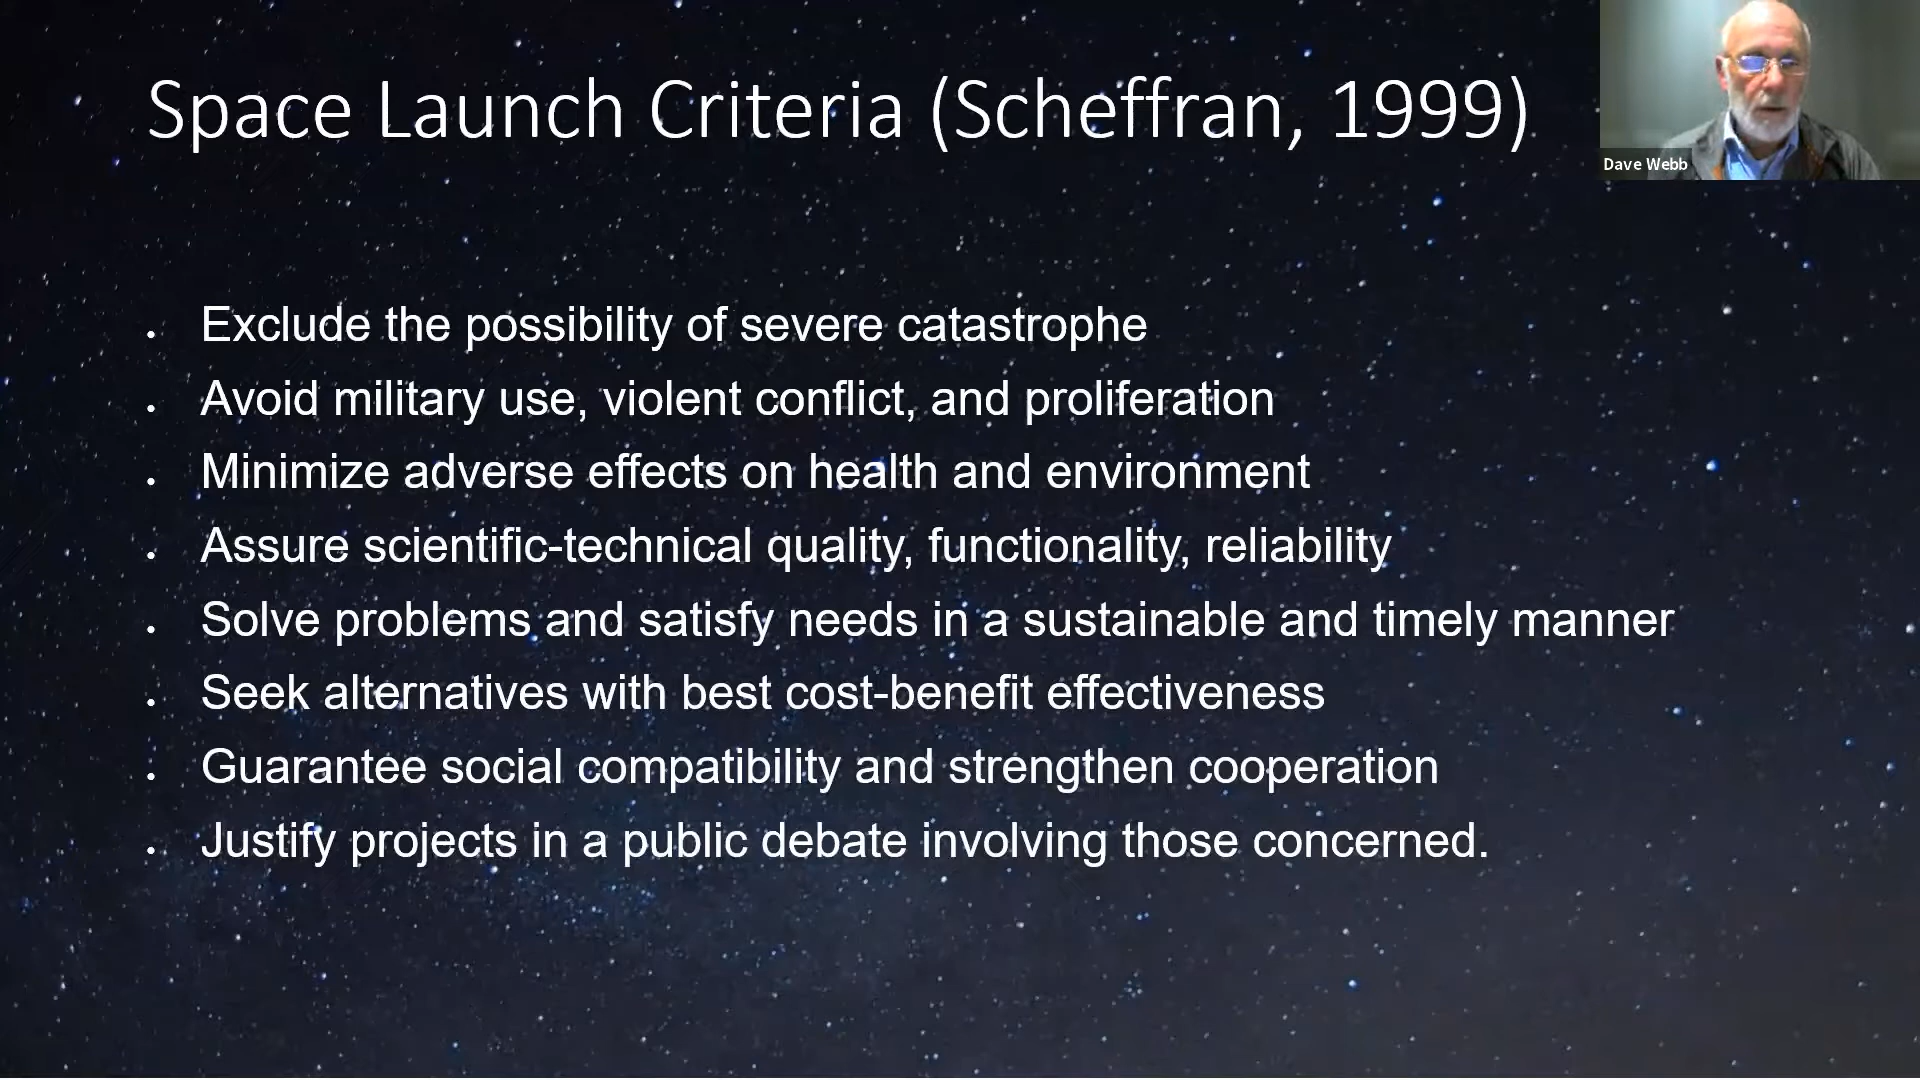 Space Launch Criteria (Scheffran, 1999)
Dave Webb
• Exclude the possibility of severe catastrophe
• Avoid military use, violent conflict, and proliferation
• Minimize adverse effects on health and environment
• Assure scientific-technical quality, functionality, reliability
• Solve problems and satisfy needs in a sustainable and timely manner
• Seek alternatives with best cost-benefit effectiveness
• Guarantee social compatibility and strengthen cooperation
• Justify projects in a public debate involving those concerned.